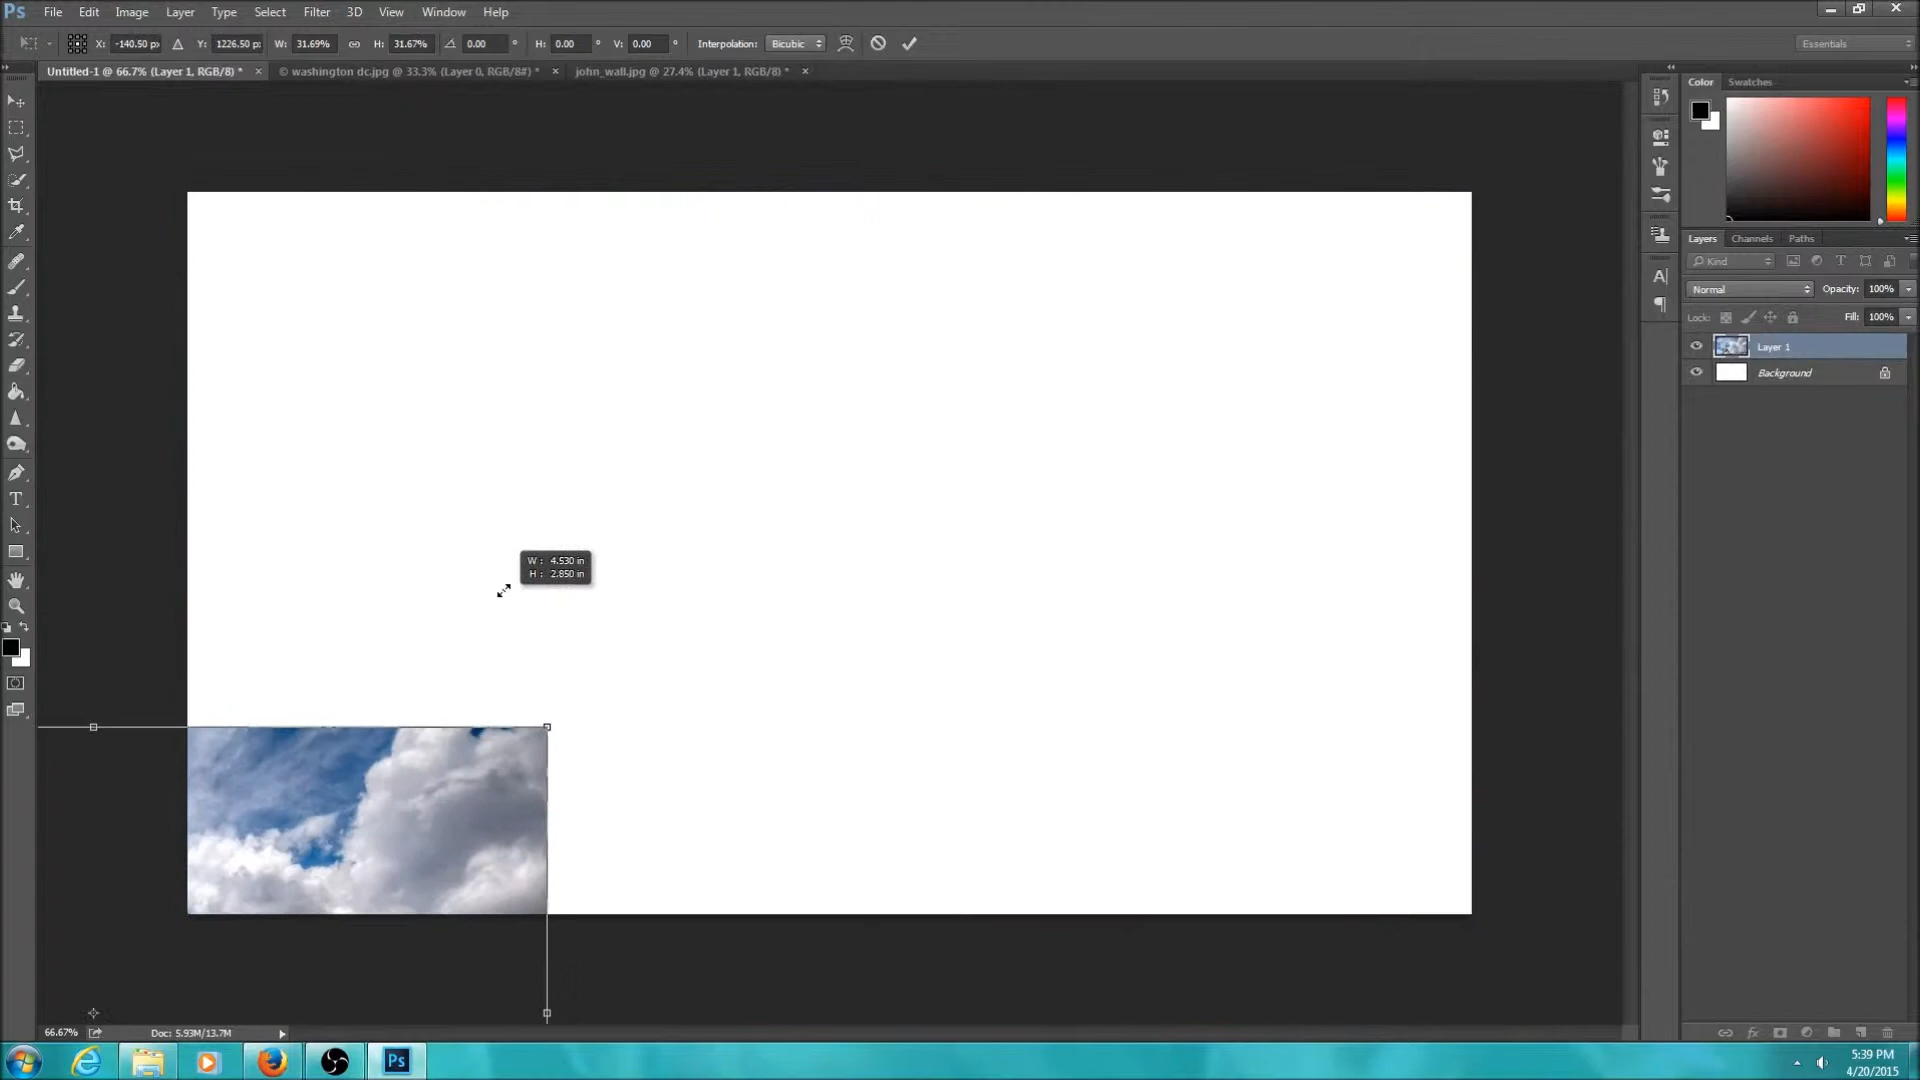 Ps File Edit Image Layer Type Select Filter 3D View Window Help
X: -140.50 px Y: 1226.50 px W: 31.69% H: 31.67% 0.00 ° H: 0.00 ° V: 0.00 ° Interpolation: Bicubic Essentials
Untitled-1 @ 66.7% (Layer 1, RGB/8) * × © washington dc.jpg @ 33.3% (Layer 0, RGB/8#) * × john_wall.jpg @ 27.4% (Layer 1, RGB/8) * ×
Color Swatches
Layers Channels Paths
Kind
Normal Opacity: 100%
Lock: Fill: 100%
Layer 1
Background
W : 4.530 in
H : 2.850 in
66.67% Doc: 5.93M/13.7M
Ps
5:39 PM
4/20/2015